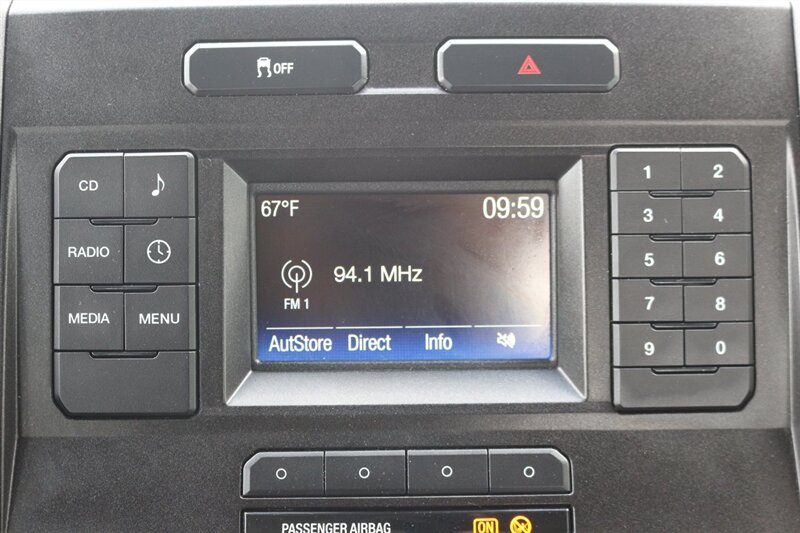 OFF
CD
RADIO
MEDIA MENU
67°F 09:59
94.1 MHz
FM 1
AutStore Direct Info
1 2
3 4
5 6
7 8
9 0
PASSENGER AIRBAG ON